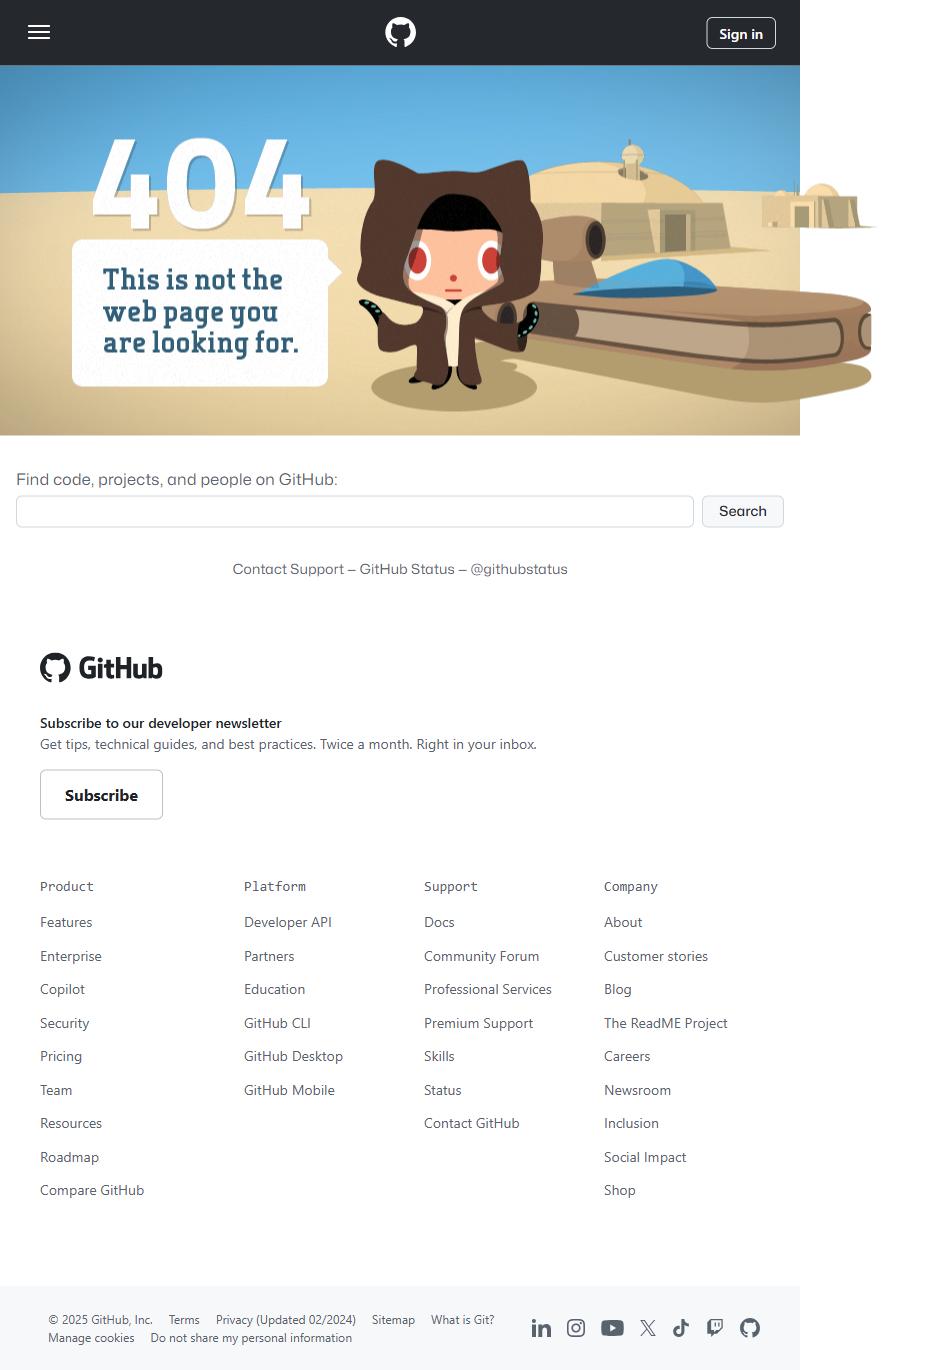 Sign in
404
This is not the
web page you
are looking for.
Find code, projects, and people on GitHub:
Search
Contact Support — GitHub Status — @githubstatus
GitHub
Subscribe to our developer newsletter
Get tips, technical guides, and best practices. Twice a month. Right in your inbox.
Subscribe
Product
Features
Enterprise
Copilot
Security
Pricing
Team
Resources
Roadmap
Compare GitHub
Platform
Developer API
Partners
Education
GitHub CLI
GitHub Desktop
GitHub Mobile
Support
Docs
Community Forum
Professional Services
Premium Support
Skills
Status
Contact GitHub
Company
About
Customer stories
Blog
The ReadME Project
Careers
Newsroom
Inclusion
Social Impact
Shop
© 2025 GitHub, Inc. Terms Privacy (Updated 02/2024) Sitemap What is Git?
Manage cookies Do not share my personal information